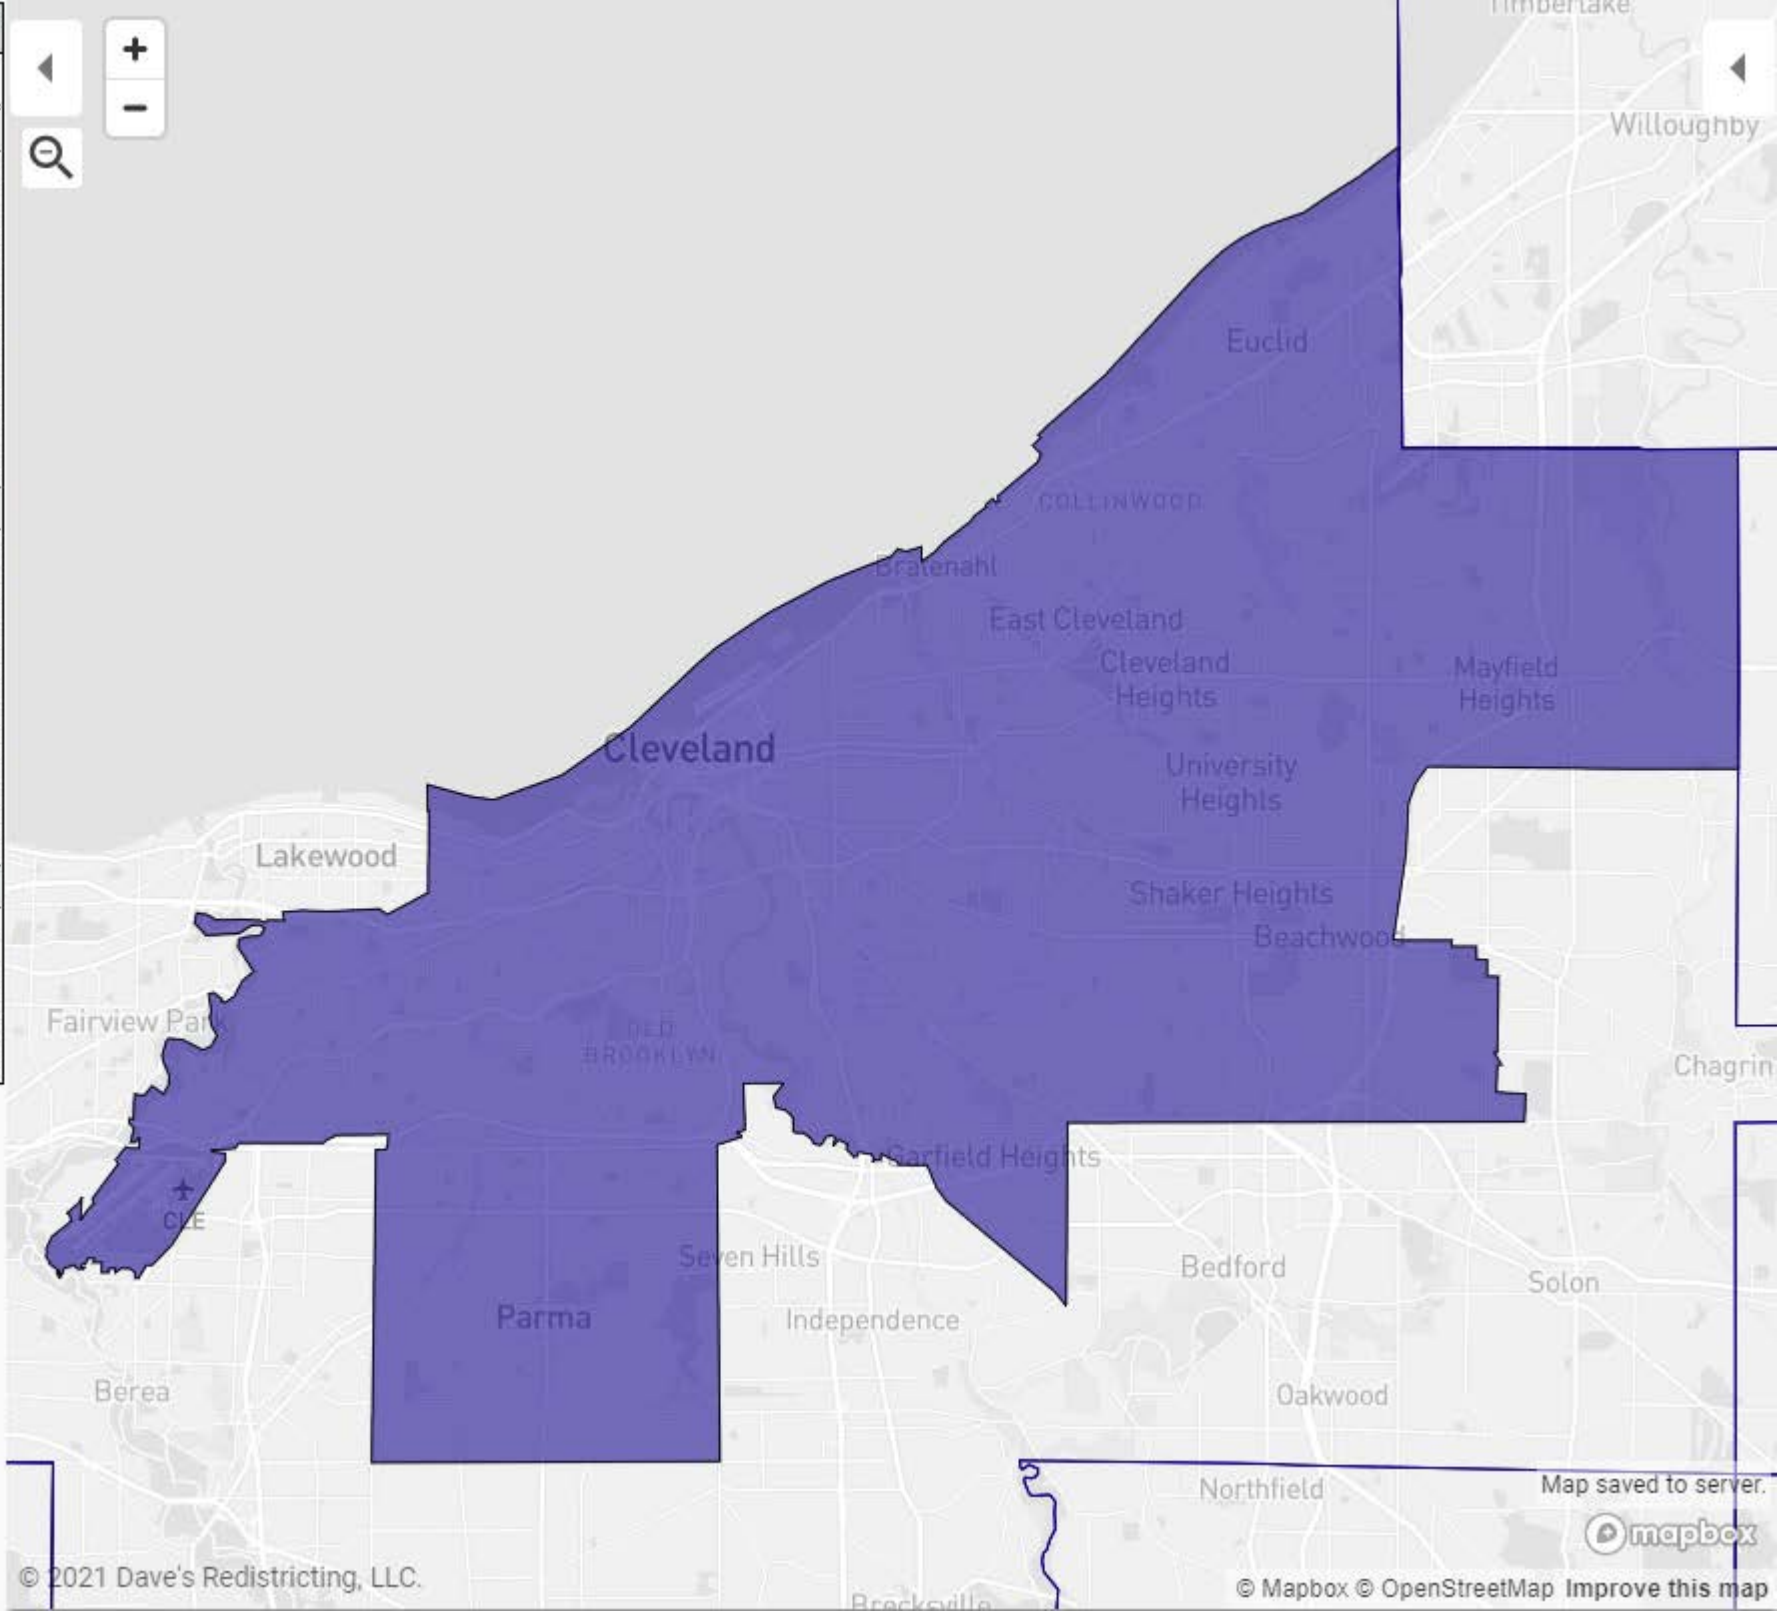 Timberlake
+
−
Willoughby
Euclid
COLLINWOOD
Bratenahl
East Cleveland
Cleveland
Heights
Mayfield
Heights
Cleveland
University
Heights
Lakewood
Shaker Heights
Beachwood
Fairview Park
OLD
BROOKLYN
Chagrin
Garfield Heights
CLE
Seven Hills
Bedford
Solon
Parma
Independence
Berea
Oakwood
Northfield
Map saved to server.
mapbox
© 2021 Dave's Redistricting, LLC.
© Mapbox © OpenStreetMap Improve this map
Brecksville